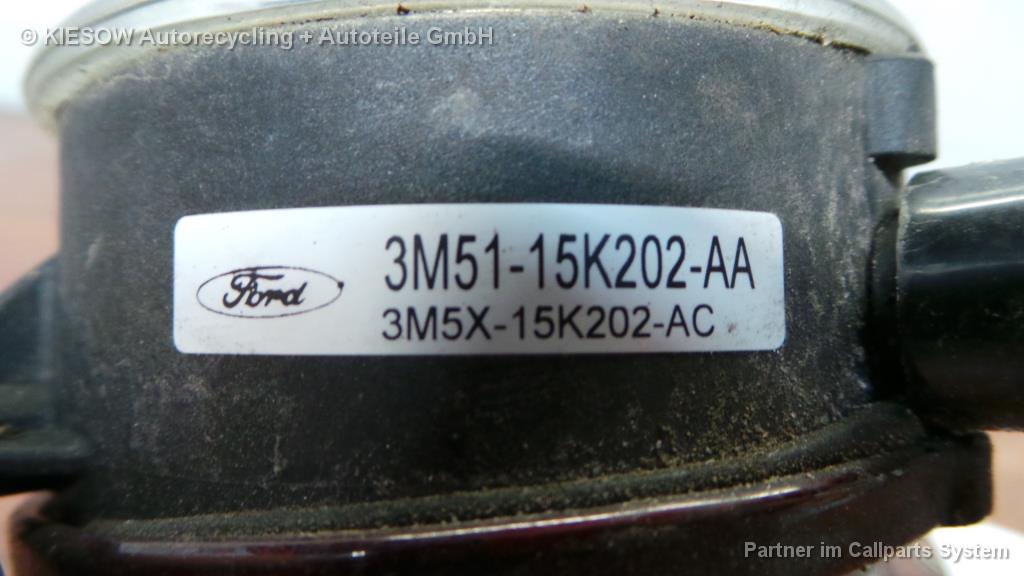 © KIESOW Autorecycling + Autoteile GmbH
Ford
3M51-15K202-AA
3M5X-15K202-AC
Partner im Callparts System